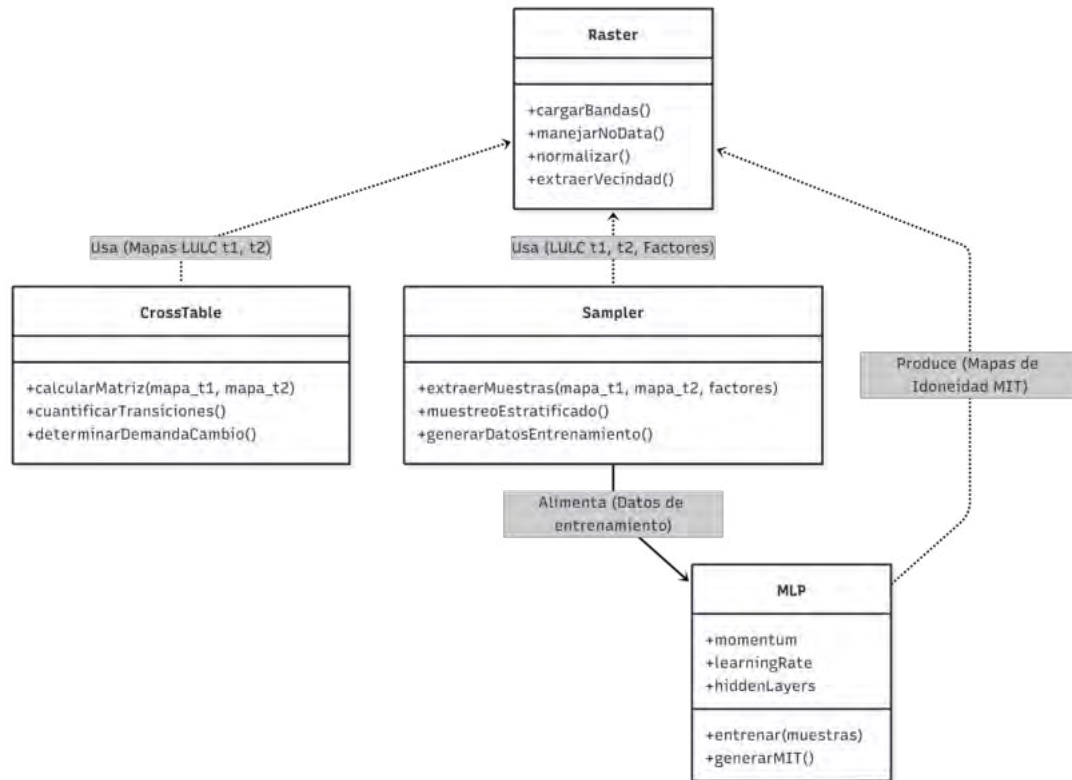 Raster
+cargarBandas()
+manejarNoData()
+normalizar()
+extraerVecindad()
Usa (Mapas LULC t1, t2)
Usa (LULC t1, t2, Factores)
CrossTable
+calcularMatriz(mapa_t1, mapa_t2)
+cuantificarTransiciones()
+determinarDemandaCambio()
Sampler
+extraerMuestras(mapa_t1, mapa_t2, factores)
+muestreoEstratificado()
+generarDatosEntrenamiento()
Produce (Mapas de
Idoneidad MIT)
Alimenta (Datos de
entrenamiento)
MLP
+momentum
+learningRate
+hiddenLayers
+entrenar(muestras)
+generarMIT()